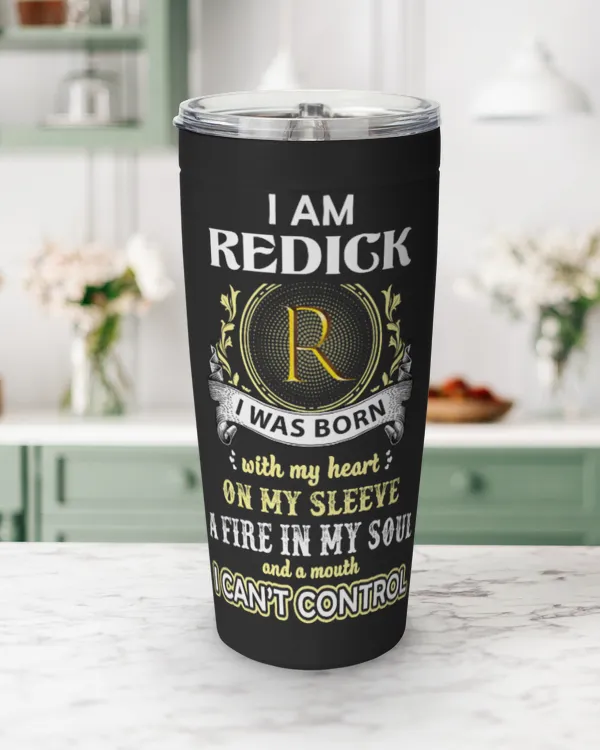 I AM
REDICK
R
I WAS BORN
with my heart
ON MY SLEEVE
A FIRE IN MY SOUL
and a mouth
I CAN'T CONTROL